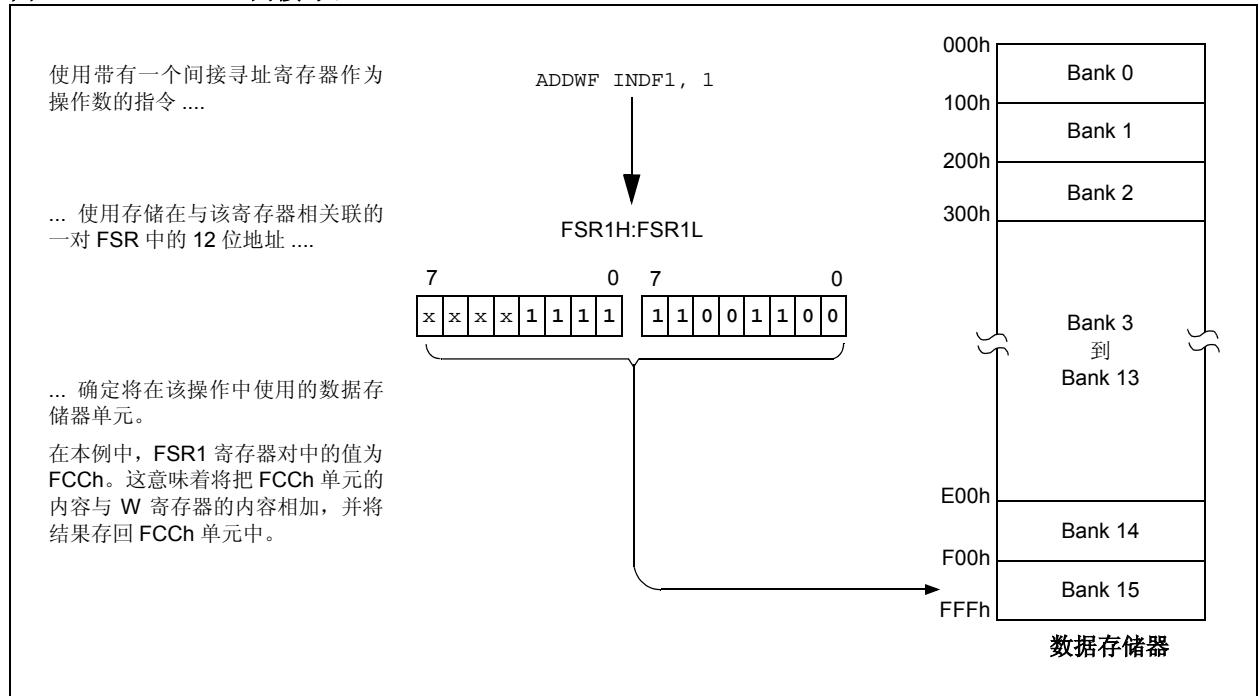 使用带有一个间接寻址寄存器作为
操作数的指令 ....
ADDWF INDF1, 1
... 使用存储在与该寄存器相关联的
一对 FSR 中的 12 位地址 ....
FSR1H:FSR1L
7 0 7 0
x x x x 1 1 1 1 1 1 0 0 1 1 0 0
... 确定将在该操作中使用的数据存
储器单元。
在本例中，FSR1 寄存器对中的值为
FCCh。这意味着将把 FCCh 单元的
内容与 W 寄存器的内容相加，并将
结果存回 FCCh 单元中。
000h
Bank 0
100h
Bank 1
200h
Bank 2
300h
Bank 3
到
Bank 13
E00h
Bank 14
F00h
Bank 15
FFFh
数据存储器